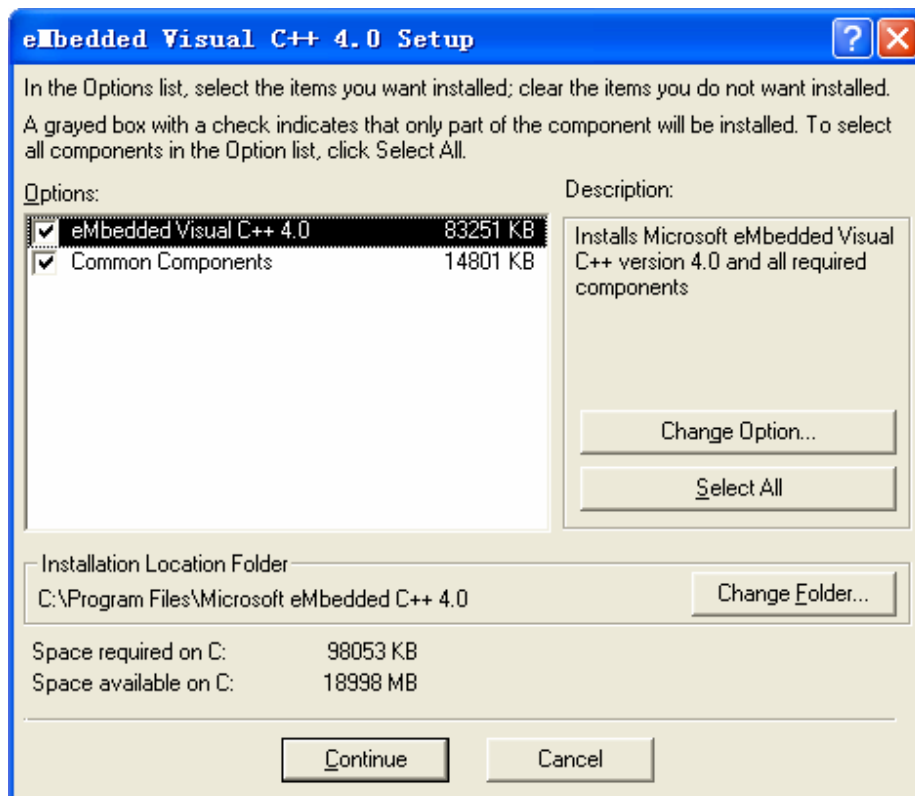 eMbedded Visual C++ 4.0 Setup
In the Options list, select the items you want installed; clear the items you do not want installed.
A grayed box with a check indicates that only part of the component will be installed. To select
all components in the Option list, click Select All.
Options:
Description:
eMbedded Visual C++ 4.0 83251 KB
Common Components 14801 KB
Installs Microsoft eMbedded Visual
C++ version 4.0 and all required
components
Change Option...
Select All
Installation Location Folder
C:\Program Files\Microsoft eMbedded C++ 4.0
Change Folder...
Space required on C: 98053 KB
Space available on C: 18998 MB
Continue
Cancel